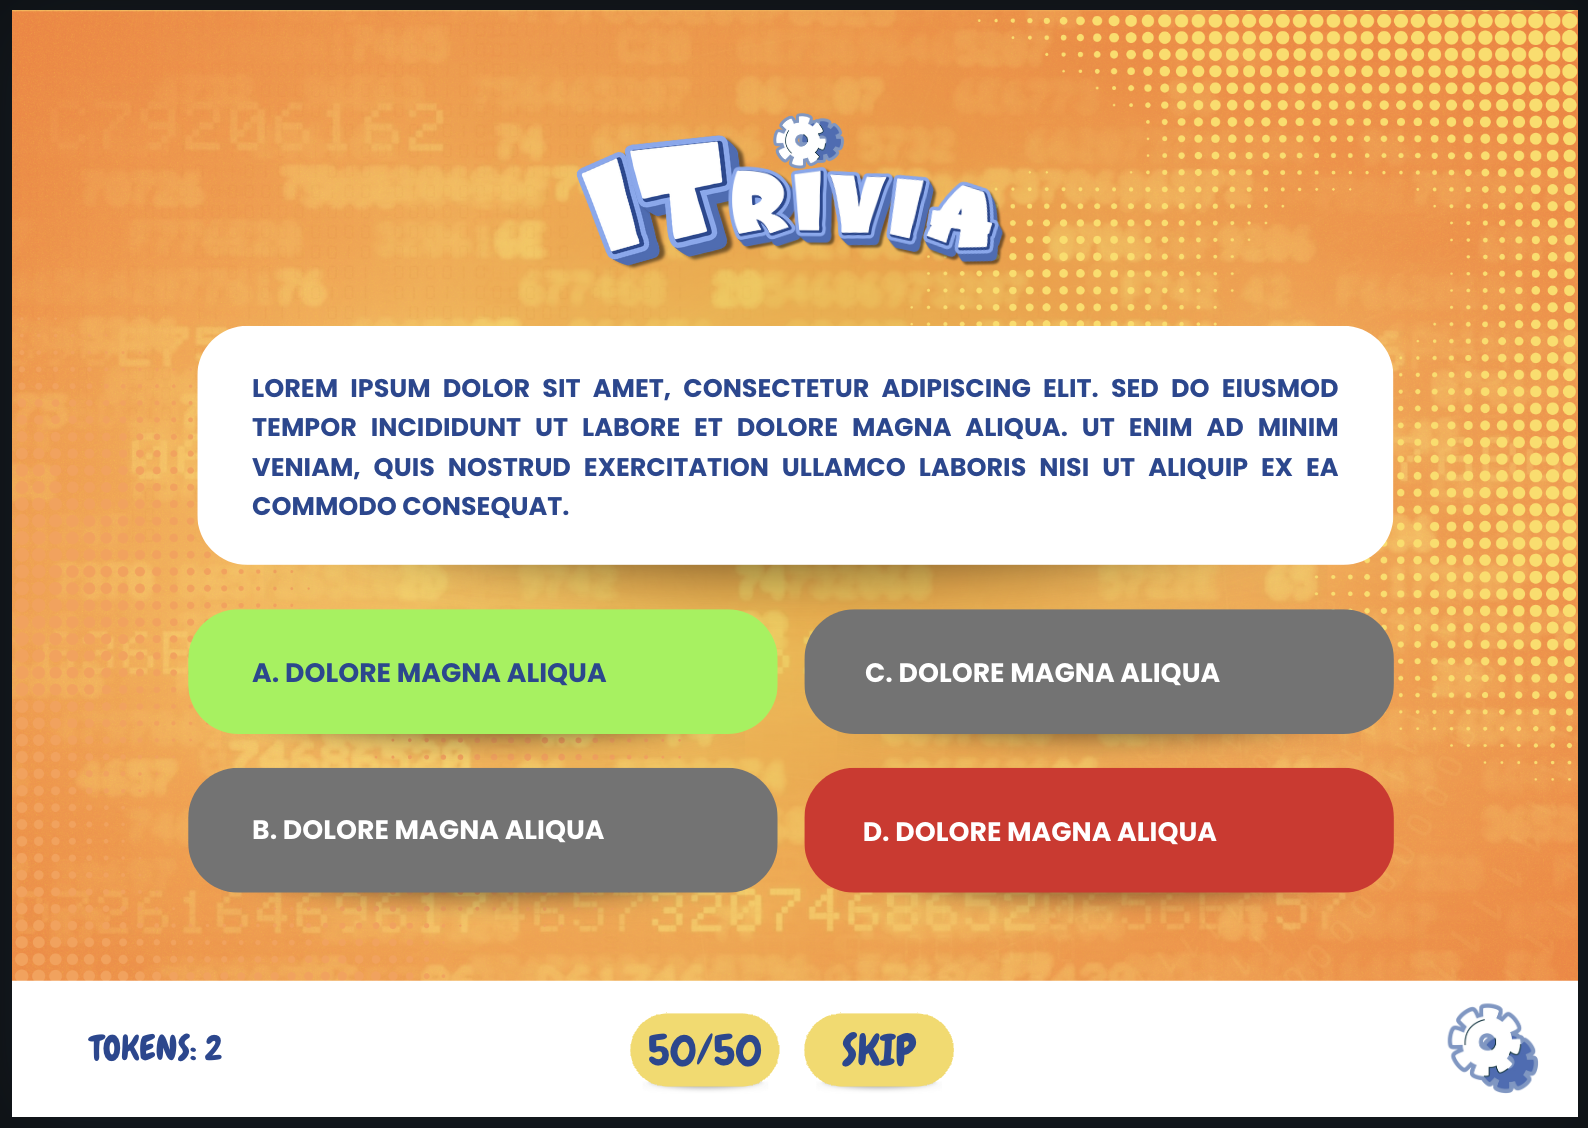 C79206162
ITRIVIA
LOREM IPSUM DOLOR SIT AMET, CONSECTETUR ADIPISCING ELIT. SED DO EIUSMOD
TEMPOR INCIDIDUNT UT LABORE ET DOLORE MAGNA ALIQUA. UT ENIM AD MINIM
VENIAM, QUIS NOSTRUD EXERCITATION ULLAMCO LABORIS NISI UT ALIQUIP EX EA
COMMODO CONSEQUAT.
A. DOLORE MAGNA ALIQUA
C. DOLORE MAGNA ALIQUA
B. DOLORE MAGNA ALIQUA
D. DOLORE MAGNA ALIQUA
TOKENS: 2
50/50
SKIP